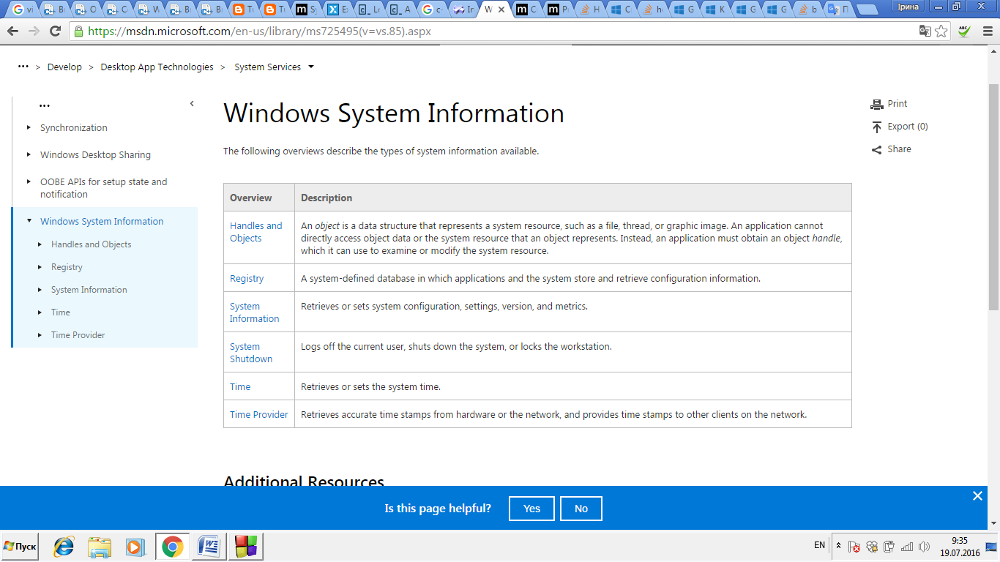 Ірина
https://msdn.microsoft.com/en-us/library/ms725495(v=vs.85).aspx
ABC
••• > Develop > Desktop App Technologies > System Services
...
Synchronization
Windows Desktop Sharing
OOBE APIs for setup state and
notification
Windows System Information
Handles and Objects
Registry
System Information
Time
Time Provider
Windows System Information
The following overviews describe the types of system information available.
Overview Description
Handles and
Objects
An object is a data structure that represents a system resource, such as a file, thread, or graphic image. An application cannot
directly access object data or the system resource that an object represents. Instead, an application must obtain an object handle,
which it can use to examine or modify the system resource.
Registry A system-defined database in which applications and the system store and retrieve configuration information.
System
Information
Retrieves or sets system configuration, settings, version, and metrics.
System
Shutdown
Logs off the current user, shuts down the system, or locks the workstation.
Time Retrieves or sets the system time.
Time Provider Retrieves accurate time stamps from hardware or the network, and provides time stamps to other clients on the network.
Additional Resources
Print
Export (0)
Share
Is this page helpful? Yes No
Пуск
EN
9:35
19.07.2016